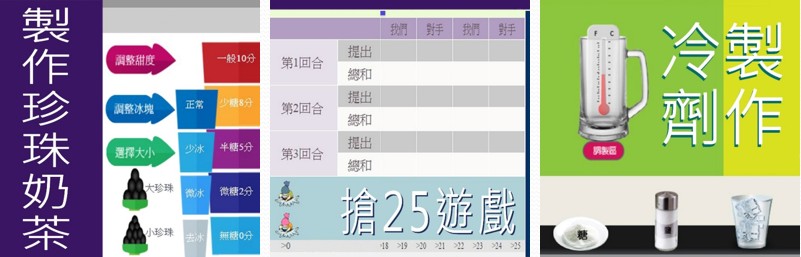 製作珍珠奶茶
調整甜度
一般10分
調整冰塊
正常
少糖8分
選擇大小
少冰
半糖5分
大珍珠
微冰
微糖2分
小珍珠
去冰
無糖0分
我們 對手 我們 對手
第1回合
提出
總和
第2回合
提出
總和
第3回合
提出
總和
搶25遊戲
>0 >18 >19 >20 >21 >22 >23 >24 >25
製作
冷劑
F C
調製區
糖